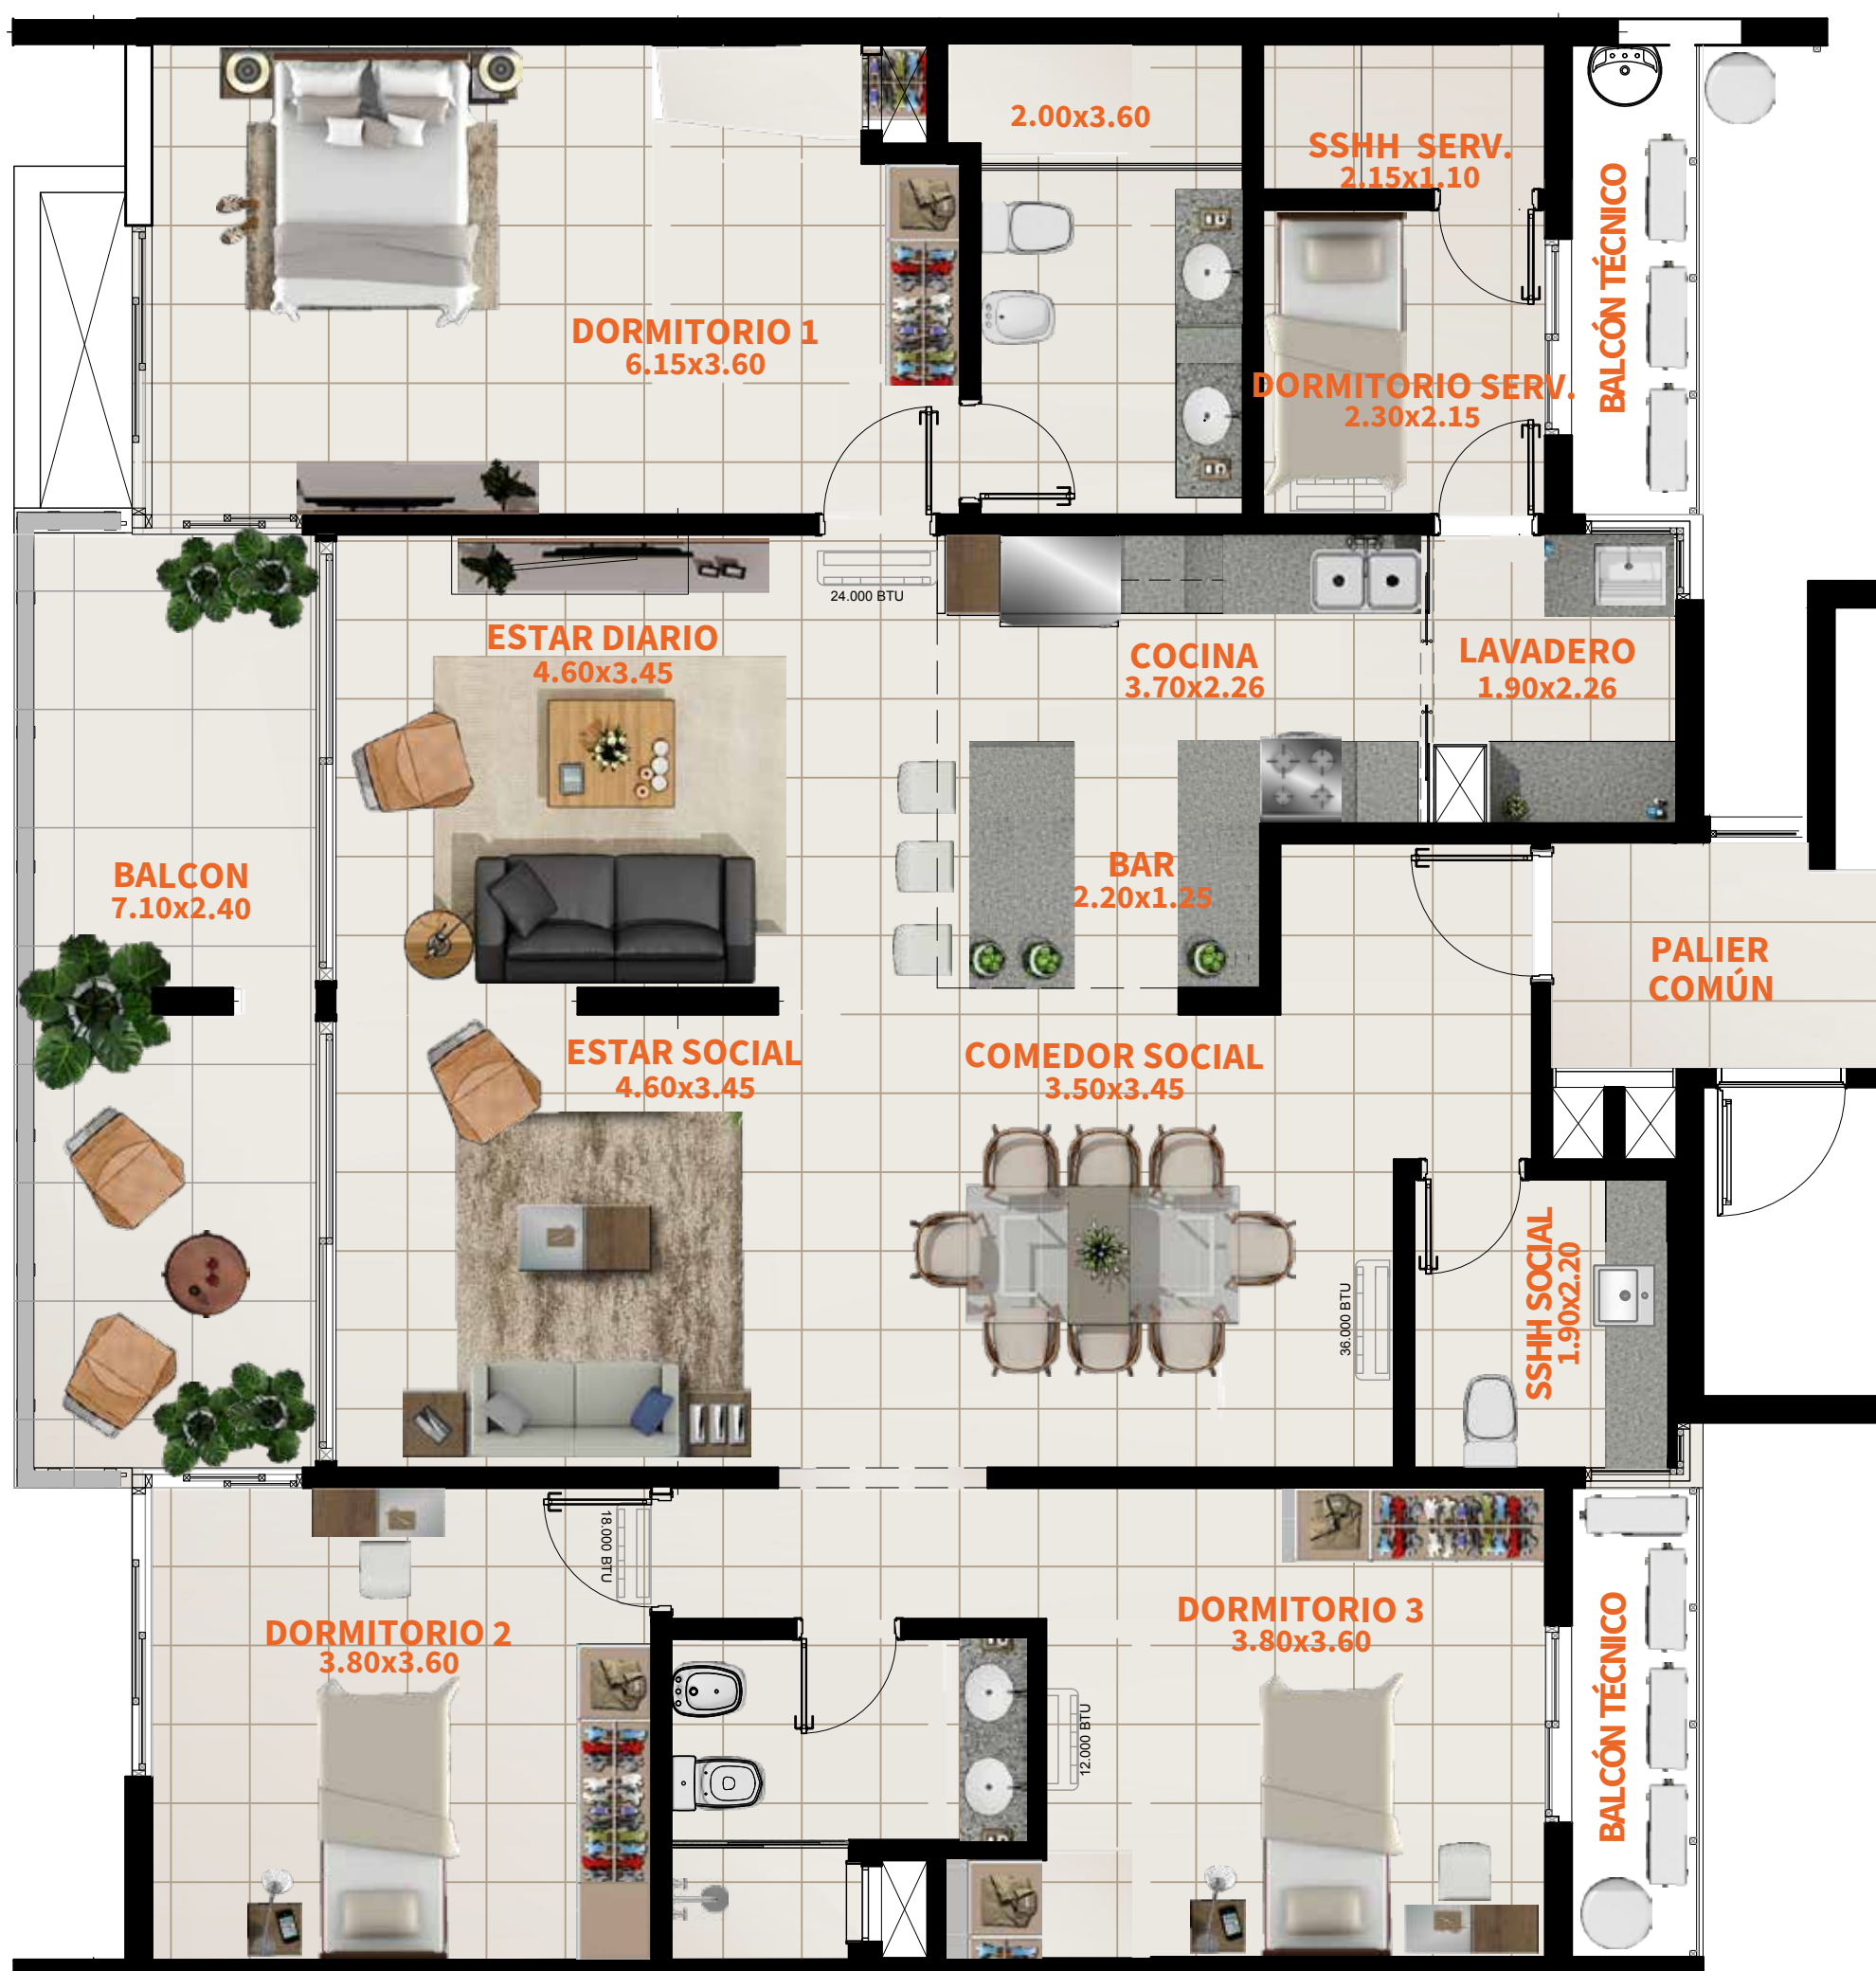 2.00x3.60
SSHH SERV.
2.15x1.10
BALCÓN TÉCNICO
DORMITORIO 1
6.15x3.60
DORMITORIO SERV.
2.30x2.15
24.000 BTU
ESTAR DIARIO
4.60x3.45
COCINA
3.70x2.26
LAVADERO
1.90x2.26
BALCON
7.10x2.40
BAR
2.20x1.25
PALIER
COMÚN
ESTAR SOCIAL
4.60x3.45
COMEDOR SOCIAL
3.50x3.45
36.000 BTU
SSHH SOCIAL
1.90x2.20
18.000 BTU
DORMITORIO 2
3.80x3.60
DORMITORIO 3
3.80x3.60
12.000 BTU
BALCÓN TÉCNICO